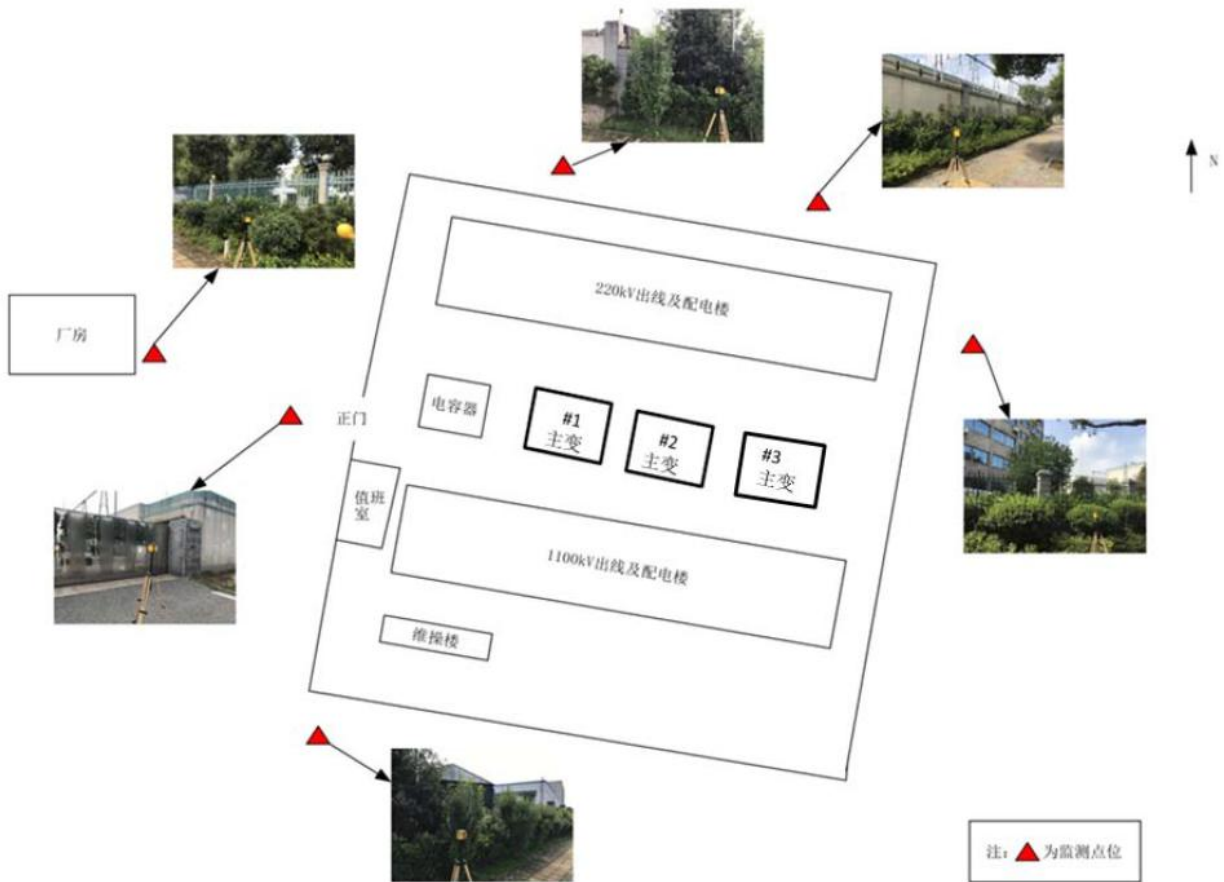 N
220kV出线及配电楼
厂房
正门
电容器
#1
主变
#2
主变
#3
主变
值班
室
1100kV出线及配电楼
维操楼
注：
为监测点位